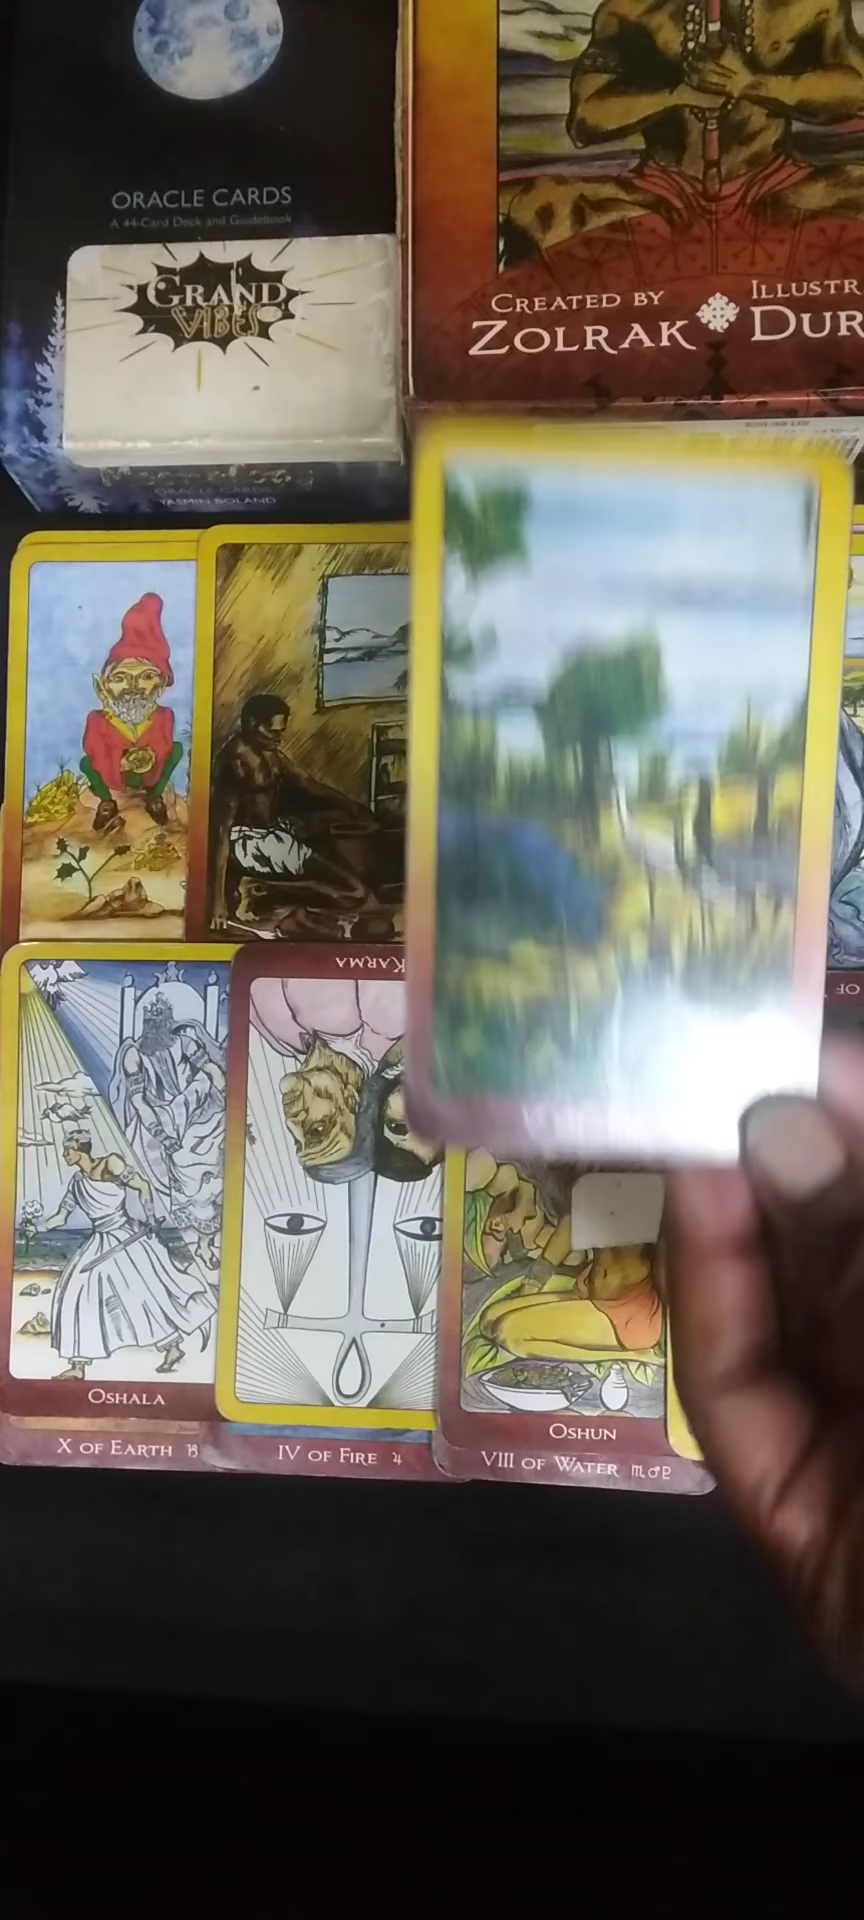 ORACLE CARDS
A 44-Card Deck and Guidebook
GRAND
VIBES
ORACLE CARDS
YASMIN BOLAND
CREATED BY
ZOLRAK
ILLUSTR
DUR
KARMA
OF
OSHALA
X OF EARTH ♑
IV OF FIRE ♃
OSHUN
VIII OF WATER ♏♂♇